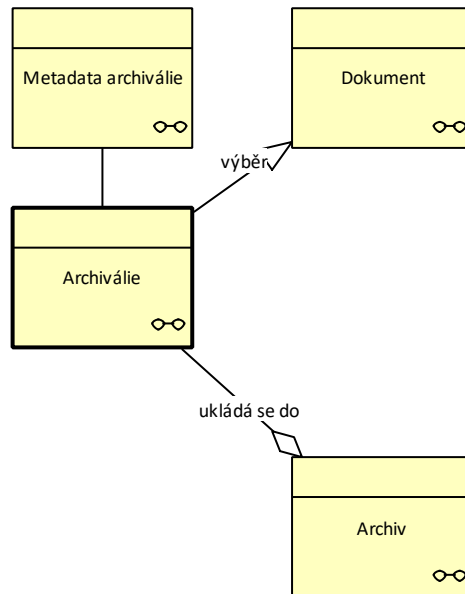 Metadata archiválie
Dokument
výběr
Archiválie
ukládá se do
Archiv